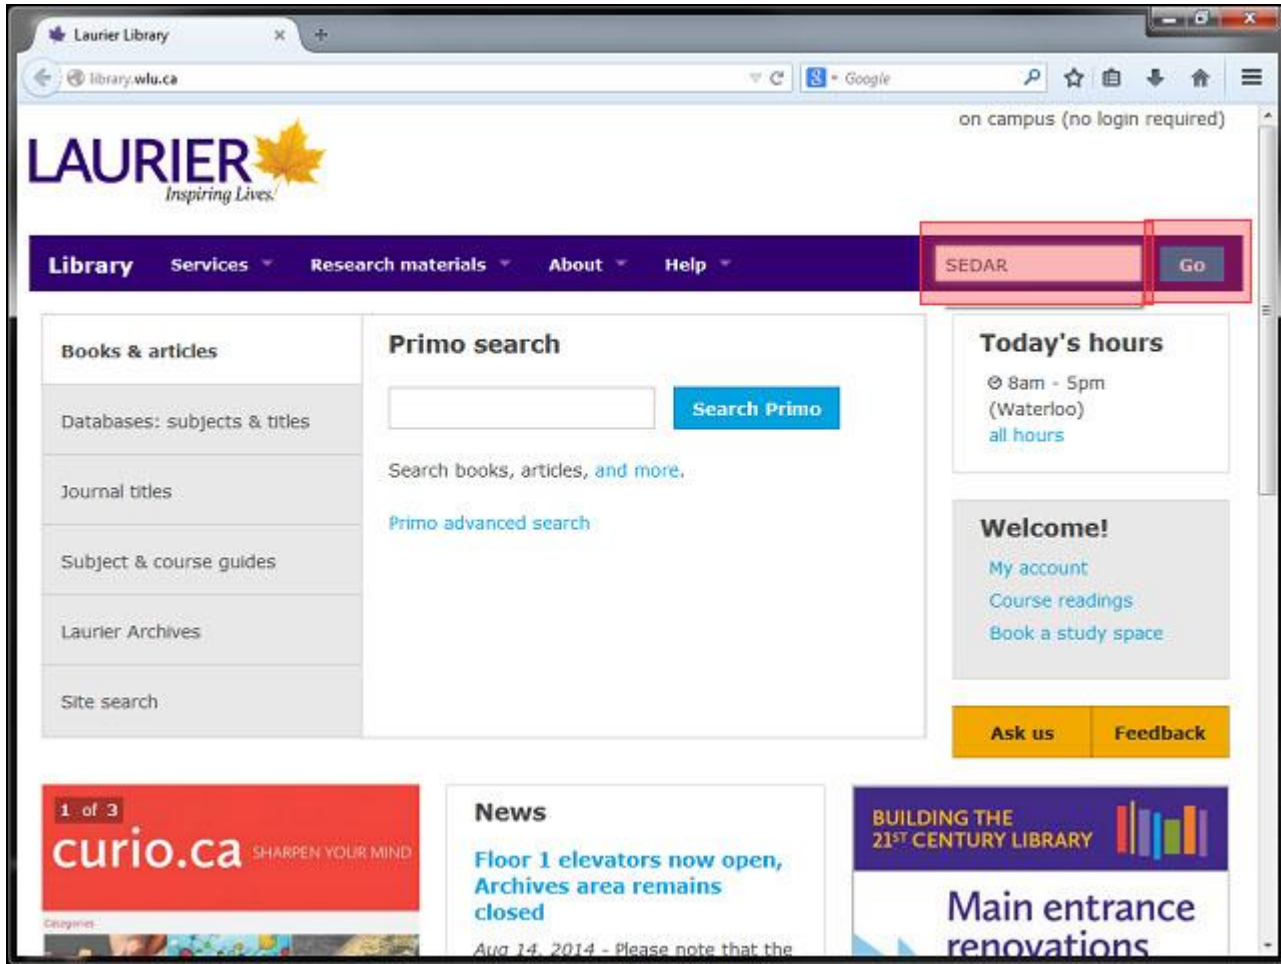 Laurier Library
library.wlu.ca
Google
on campus (no login required)
LAURIER
Inspiring Lives.
Library Services Research materials About Help SEDAR Go
Books & articles
Databases: subjects & titles
Journal titles
Subject & course guides
Laurier Archives
Site search
Primo search
Search Primo
Search books, articles, and more.
Primo advanced search
Today's hours
8am - 5pm
(Waterloo)
all hours
Welcome!
My account
Course readings
Book a study space
Ask us Feedback
1 of 3
curio.ca SHARPEN YOUR MIND
Categories
News
Floor 1 elevators now open,
Archives area remains
closed
Aug 14, 2014 - Please note that the
BUILDING THE
21ST CENTURY LIBRARY
Main entrance
renovations